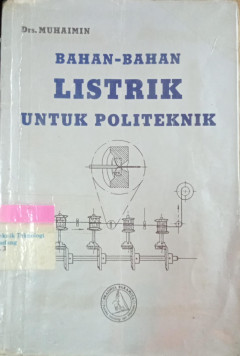 Drs. MUHAIMIN
BAHAN-BAHAN
LISTRIK
UNTUK POLITEKNIK